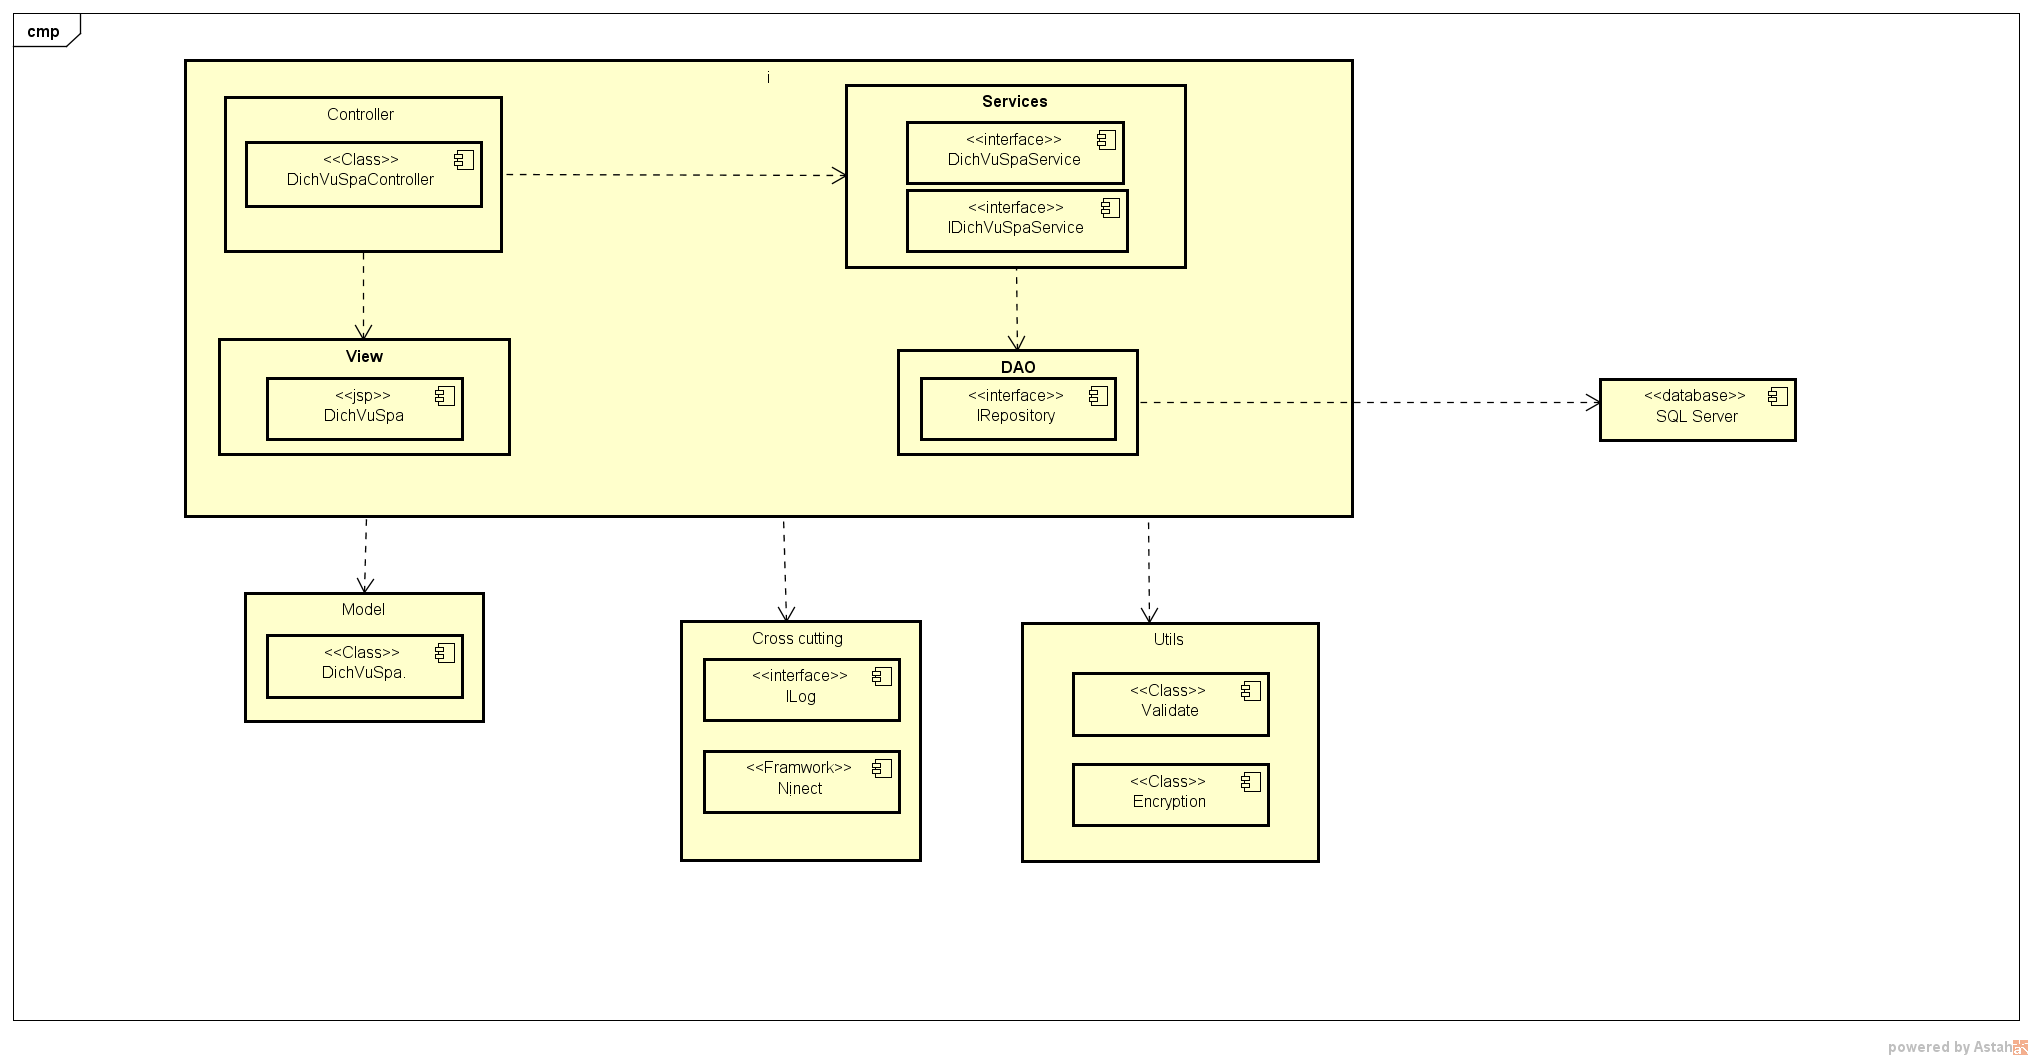 cmp
i
Controller
<<Class>>
DichVuSpaController
Services
<<interface>>
DichVuSpaService
<<interface>>
IDichVuSpaService
View
<<jsp>>
DichVuSpa
DAO
<<interface>>
IRepository
<<database>>
SQL Server
Model
<<Class>>
DichVuSpa.
Cross cutting
<<interface>>
ILog
<<Framwork>>
Ninect
Utils
<<Class>>
Validate
<<Class>>
Encryption
powered by Astah